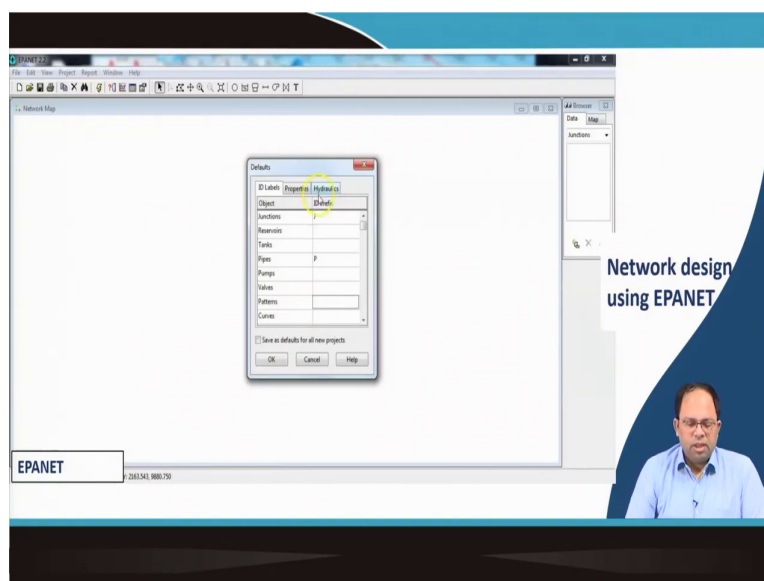 EPANET 2.2
File Edit View Project Report Window Help
T
Network Map
Browser
Data Map
Junctions
Defaults
ID Labels Properties Hydraulics
Object ID Prefix
Junctions J
Reservoirs
Tanks
Pipes P
Pumps
Valves
Patterns
Curves
Save as defaults for all new projects
OK Cancel Help
Network design
using EPANET
EPANET
2163.543, 9880.750